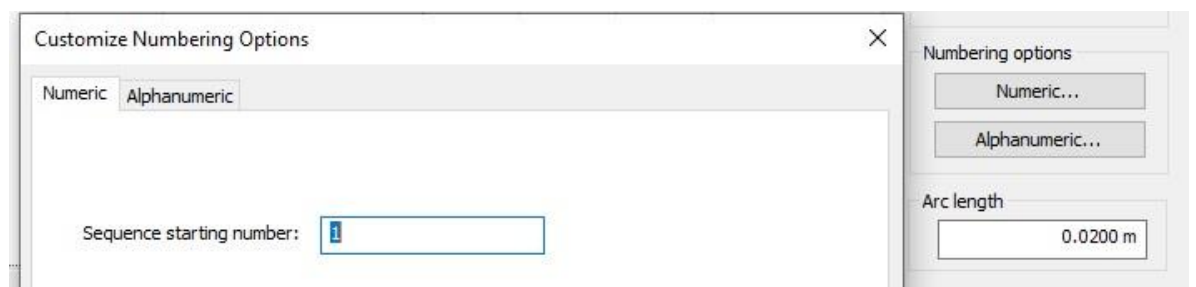 Customize Numbering Options
Numeric Alphanumeric
Sequence starting number: 1
Numbering options
Numeric...
Alphanumeric...
Arc length
0.0200 m